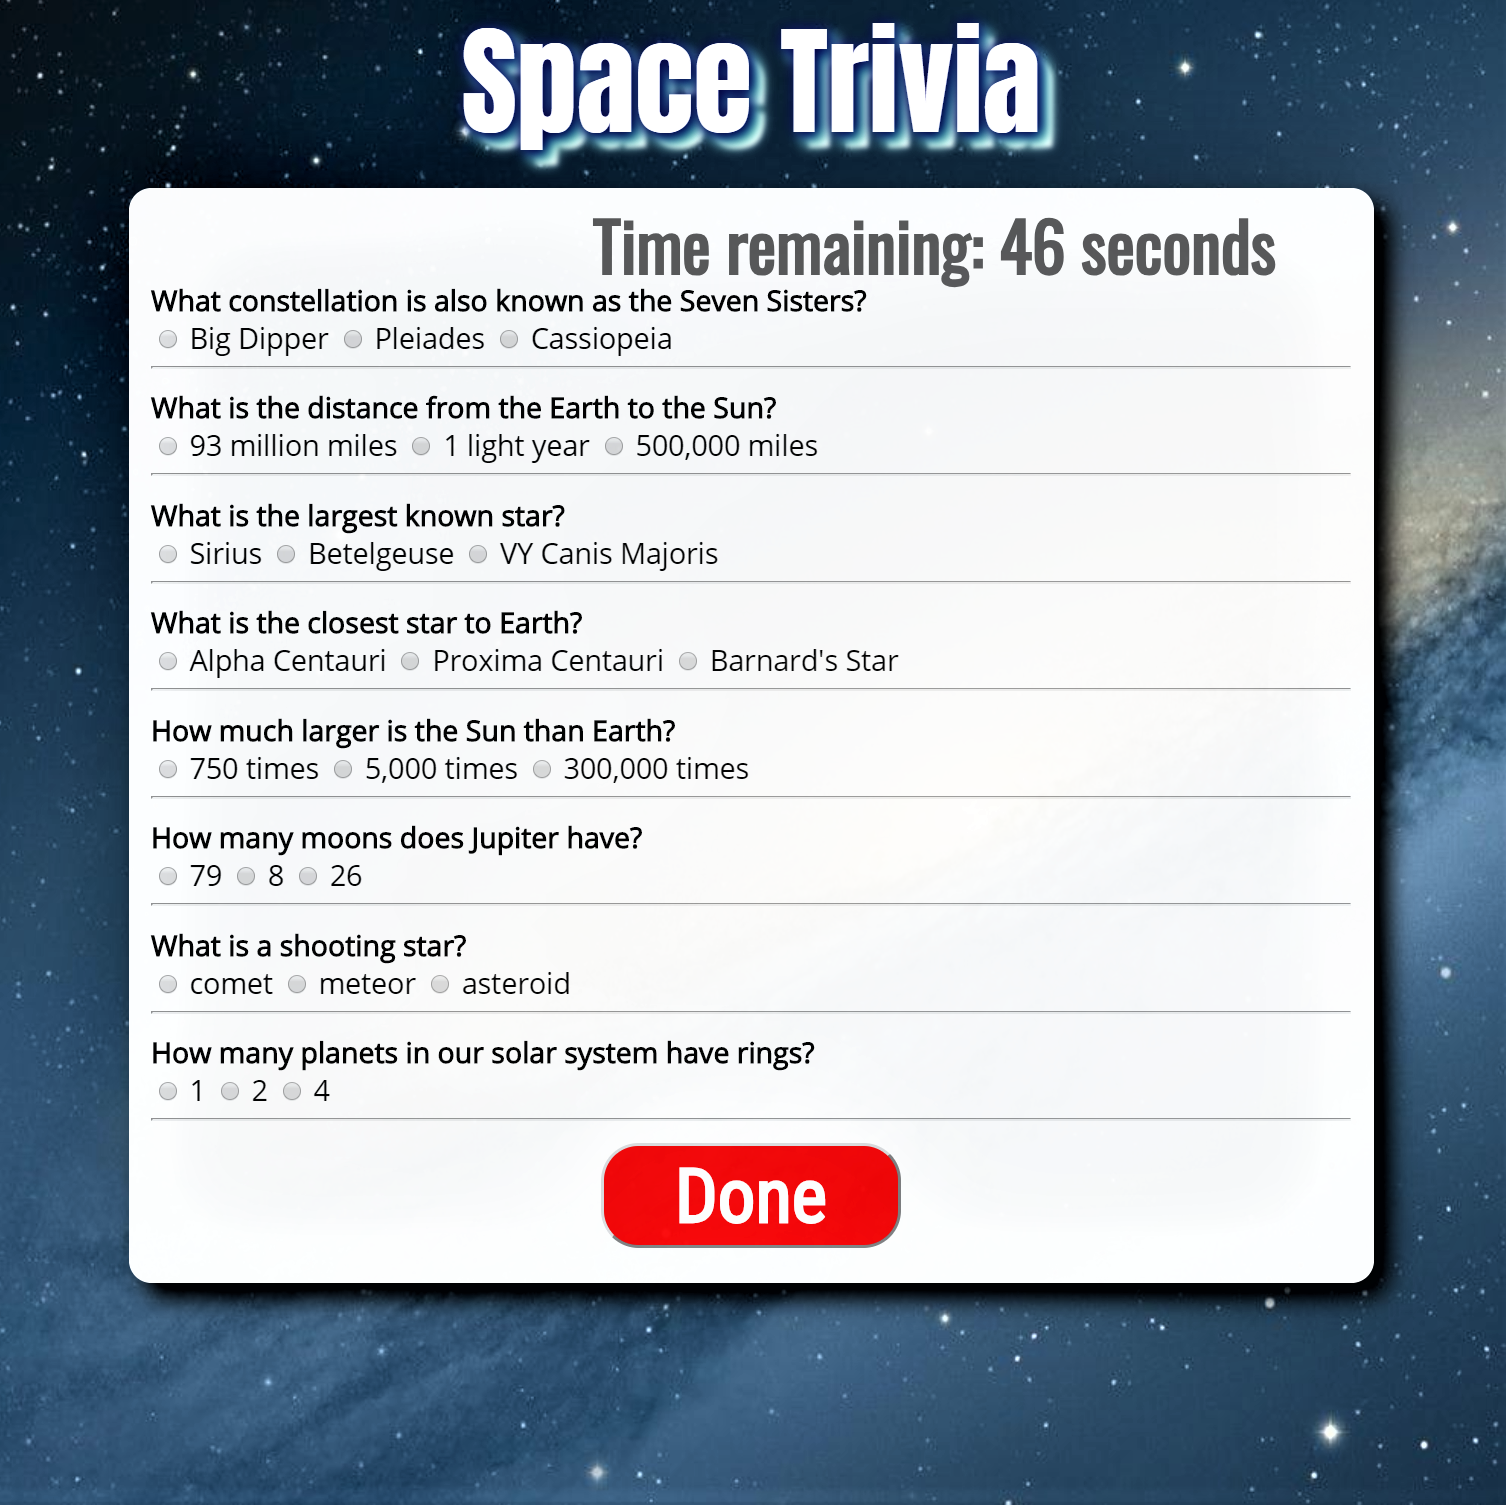 Space Trivia
Time remaining: 46 seconds
What constellation is also known as the Seven Sisters?
Big Dipper Pleiades Cassiopeia
What is the distance from the Earth to the Sun?
93 million miles 1 light year 500,000 miles
What is the largest known star?
Sirius Betelgeuse VY Canis Majoris
What is the closest star to Earth?
Alpha Centauri Proxima Centauri Barnard's Star
How much larger is the Sun than Earth?
750 times 5,000 times 300,000 times
How many moons does Jupiter have?
79 8 26
What is a shooting star?
comet meteor asteroid
How many planets in our solar system have rings?
1 2 4
Done